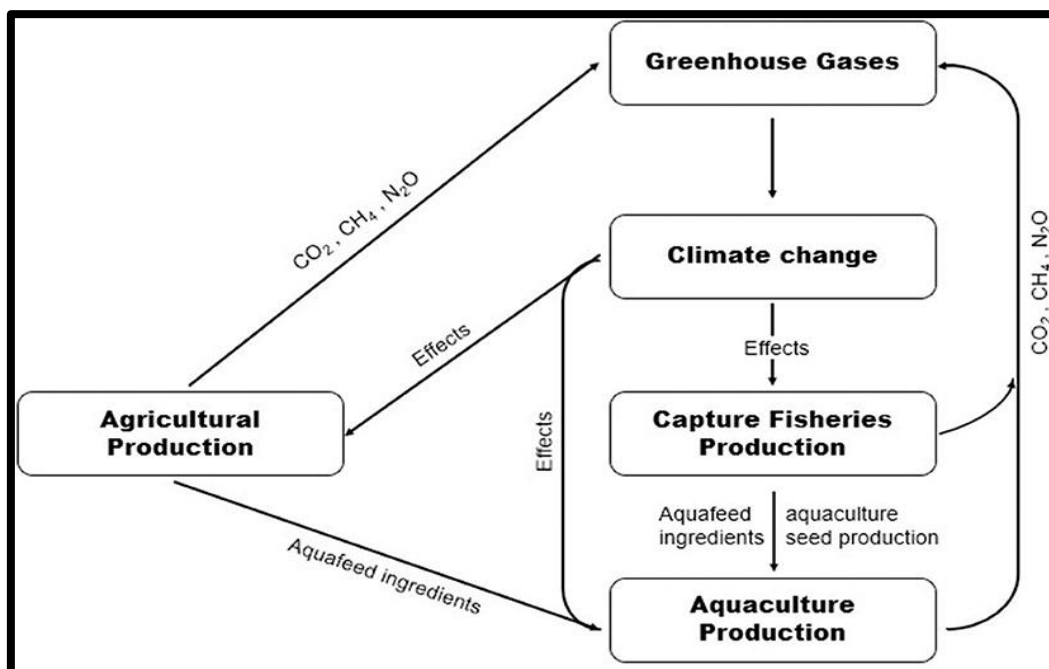 Greenhouse Gases
CO₂ , CH₄ , N₂O
CO₂ , CH₄ , N₂O
Climate change
Effects
Effects
Agricultural
Production
Capture Fisheries
Production
Effects
Aquafeed
ingredients
aquaculture
seed production
Aquafeed ingredients
Aquaculture
Production